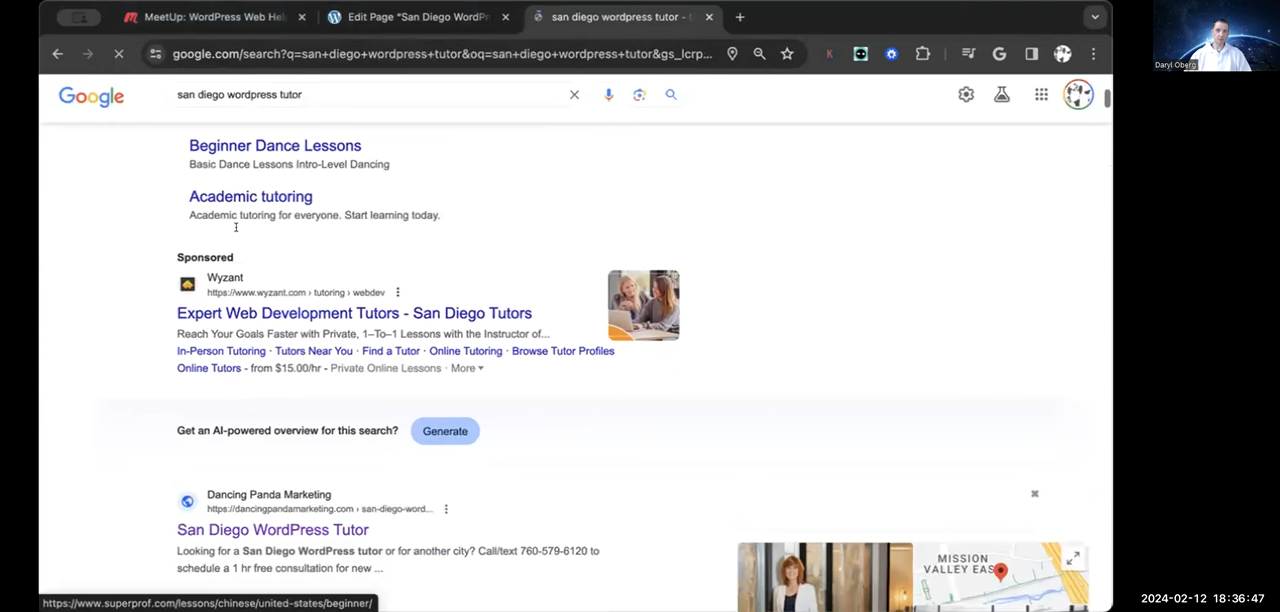 MeetUp: WordPress Web Hel
Edit Page "San Diego WordPr
san diego wordpress tutor -
google.com/search?q=san+diego+wordpress+tutor&oq=san+diego+wordpress+tutor&gs_lcrp...
Daryl Oberg
Google
san diego wordpress tutor
Beginner Dance Lessons
Basic Dance Lessons Intro-Level Dancing
Academic tutoring
Academic tutoring for everyone. Start learning today.
Sponsored
Wyzant
https://www.wyzant.com › tutoring › webdev
Expert Web Development Tutors - San Diego Tutors
Reach Your Goals Faster with Private, 1–To–1 Lessons with the Instructor of...
In-Person Tutoring · Tutors Near You · Find a Tutor · Online Tutoring · Browse Tutor Profiles
Online Tutors - from $15.00/hr - Private Online Lessons · More
Get an AI-powered overview for this search?
Generate
Dancing Panda Marketing
https://dancingpandamarketing.com › san-diego-word...
San Diego WordPress Tutor
Looking for a San Diego WordPress tutor or for another city? Call/text 760-579-6120 to
schedule a 1 hr free consultation for new ...
MISSION
VALLEY EAS
https://www.superprof.com/lessons/chinese/united-states/beginner/
2024-02-12 18:36:47